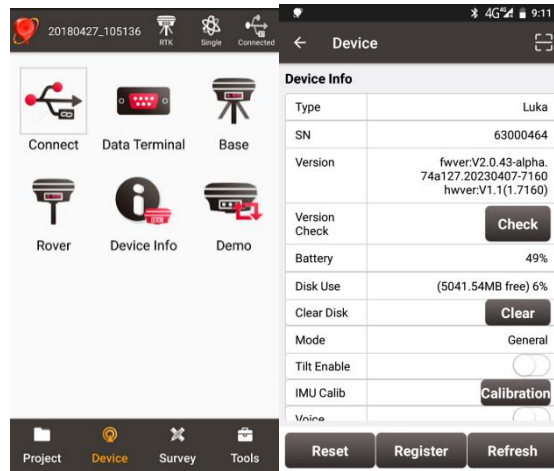 20180427_105136
RTK
Single
Connected
Connect
Data Terminal
Base
Rover
Device Info
Demo
Project
Device
Survey
Tools
4G 9:11
Device
Device Info
Type
Luka
SN
63000464
Version
fwver:V2.0.43-alpha.
74a127.20230407-7160
hwver:V1.1(1.7160)
Version
Check
Check
Battery
49%
Disk Use
(5041.54MB free) 6%
Clear Disk
Clear
Mode
General
Tilt Enable
IMU Calib
Calibration
Voice
Reset
Register
Refresh